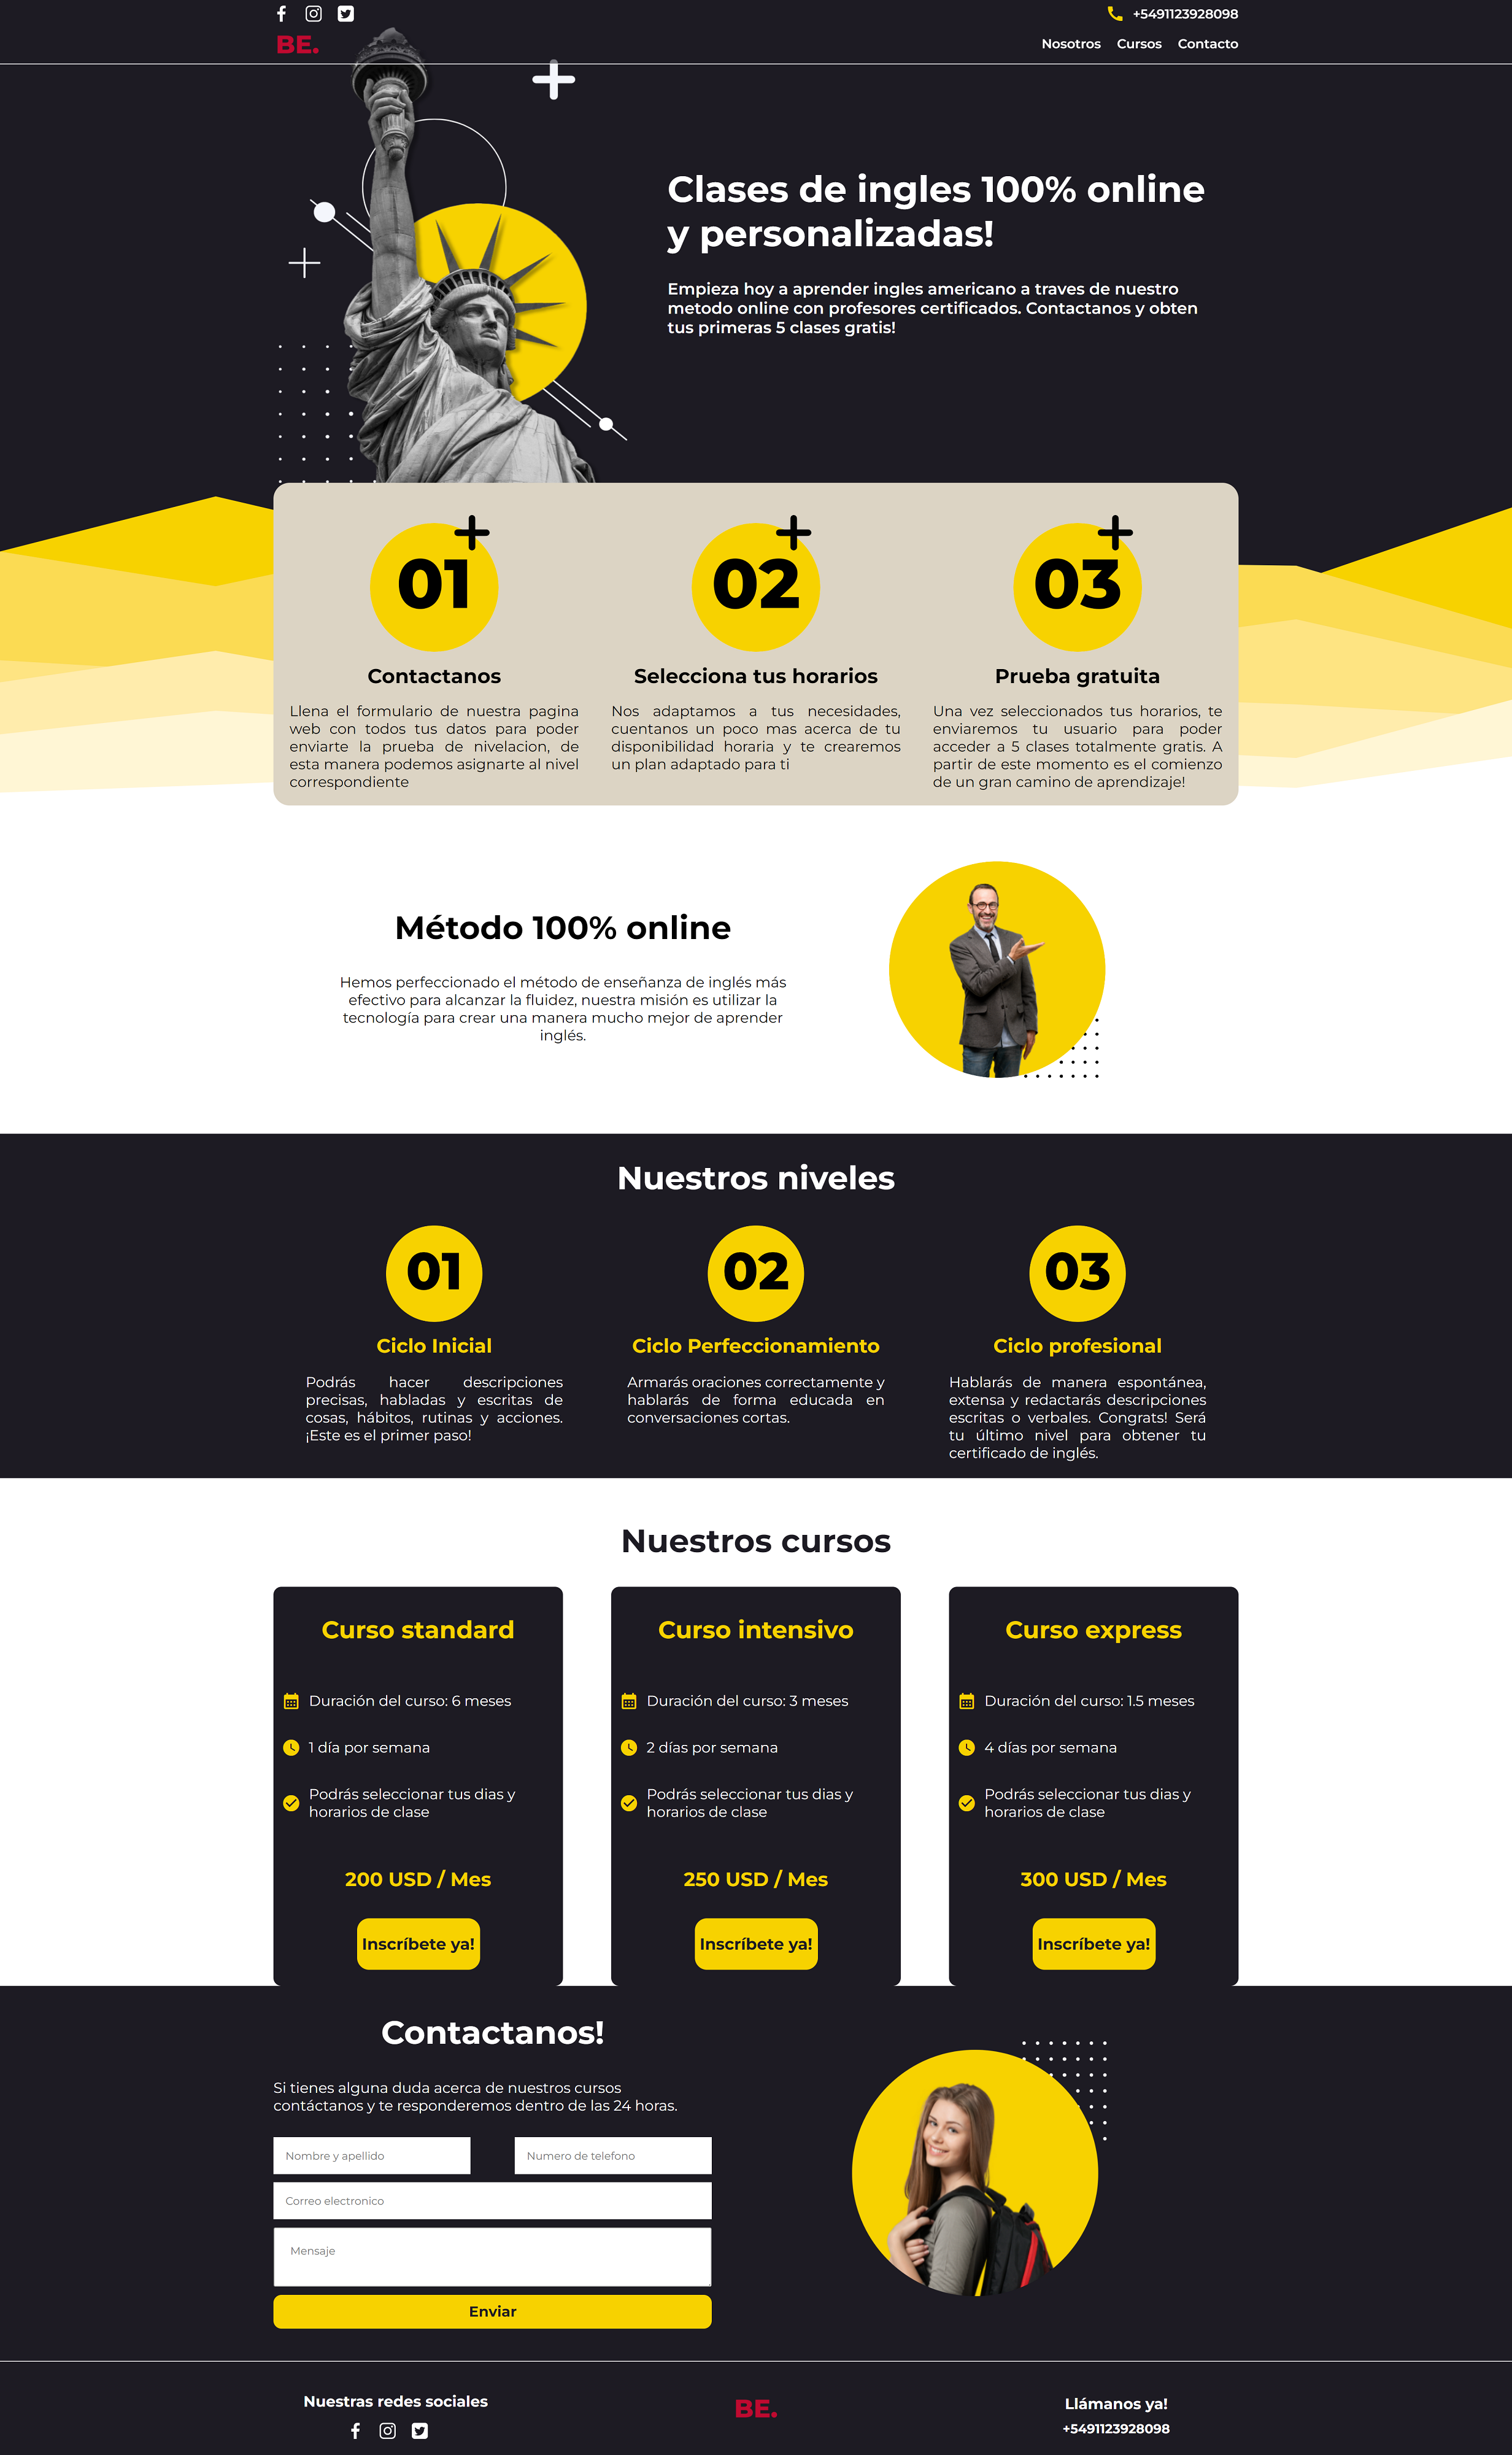 +5491123928098
BE.
Nosotros Cursos Contacto
Clases de ingles 100% online
y personalizadas!
Empieza hoy a aprender ingles americano a traves de nuestro
metodo online con profesores certificados. Contactanos y obten
tus primeras 5 clases gratis!
01
Contactanos
Llena el formulario de nuestra pagina
web con todos tus datos para poder
enviarte la prueba de nivelacion, de
esta manera podemos asignarte al nivel
correspondiente
02
Selecciona tus horarios
Nos adaptamos a tus necesidades,
cuentanos un poco mas acerca de tu
disponibilidad horaria y te crearemos
un plan adaptado para ti
03
Prueba gratuita
Una vez seleccionados tus horarios, te
enviaremos tu usuario para poder
acceder a 5 clases totalmente gratis. A
partir de este momento es el comienzo
de un gran camino de aprendizaje!
Método 100% online
Hemos perfeccionado el método de enseñanza de inglés más
efectivo para alcanzar la fluidez, nuestra misión es utilizar la
tecnología para crear una manera mucho mejor de aprender
inglés.
Nuestros niveles
01
Ciclo Inicial
Podrás hacer descripciones
precisas, habladas y escritas de
cosas, hábitos, rutinas y acciones.
¡Este es el primer paso!
02
Ciclo Perfeccionamiento
Armarás oraciones correctamente y
hablarás de forma educada en
conversaciones cortas.
03
Ciclo profesional
Hablarás de manera espontánea,
extensa y redactarás descripciones
escritas o verbales. Congrats! Será
tu último nivel para obtener tu
certificado de inglés.
Nuestros cursos
Curso standard
Duración del curso: 6 meses
1 día por semana
Podrás seleccionar tus dias y
horarios de clase
200 USD / Mes
Inscríbete ya!
Curso intensivo
Duración del curso: 3 meses
2 días por semana
Podrás seleccionar tus dias y
horarios de clase
250 USD / Mes
Inscríbete ya!
Curso express
Duración del curso: 1.5 meses
4 días por semana
Podrás seleccionar tus dias y
horarios de clase
300 USD / Mes
Inscríbete ya!
Contactanos!
Si tienes alguna duda acerca de nuestros cursos
contáctanos y te responderemos dentro de las 24 horas.
Nombre y apellido
Numero de telefono
Correo electronico
Mensaje
Enviar
Nuestras redes sociales
BE.
Llámanos ya!
+5491123928098